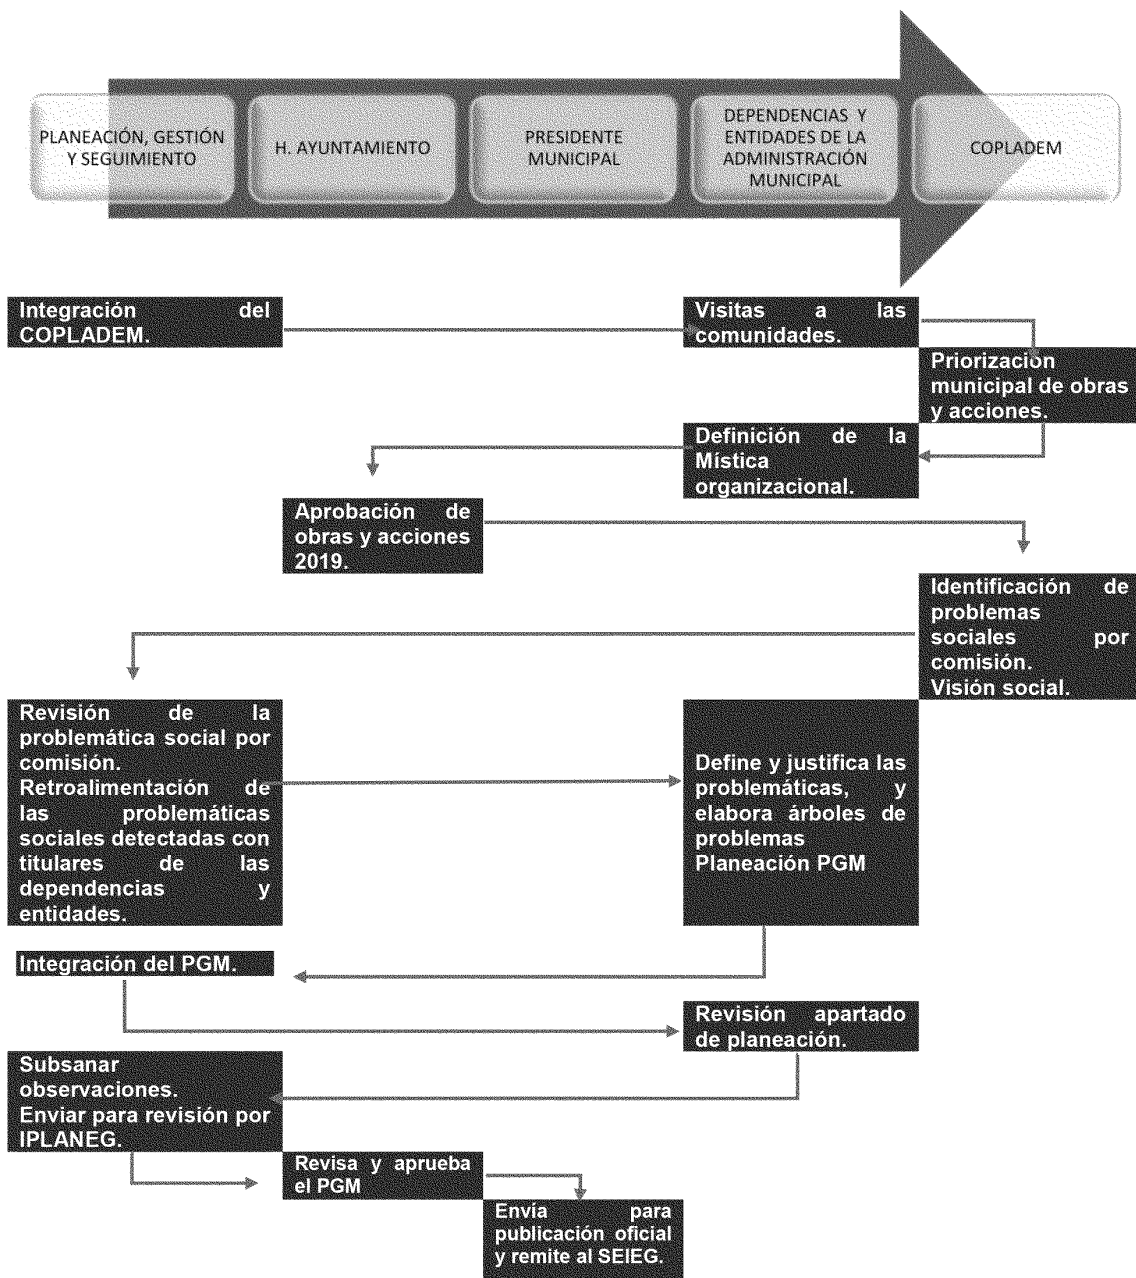 PLANEACIÓN, GESTIÓN
Y SEGUIMIENTO
H. AYUNTAMIENTO
PRESIDENTE
MUNICIPAL
DEPENDENCIAS Y
ENTIDADES DE LA
ADMINISTRACIÓN
MUNICIPAL
COPLADEM
Integración del
COPLADEM.
Visitas a las
comunidades.
Priorización
municipal de obras
y acciones.
Definición de la
Mística
organizacional.
Aprobación de
obras y acciones
2019.
Identificación de
problemas
sociales por
comisión.
Visión social.
Revisión de la
problemática social por
comisión.
Retroalimentación de
las problemáticas
sociales detectadas con
titulares de las
dependencias y
entidades.
Define y justifica las
problemáticas, y
elabora árboles de
problemas
Planeación PGM
Integración del PGM.
Revisión apartado
de planeación.
Subsanar
observaciones.
Enviar para revisión por
IPLANEG.
Revisa y aprueba
el PGM
Envía para
publicación oficial
y remite al SEIEG.